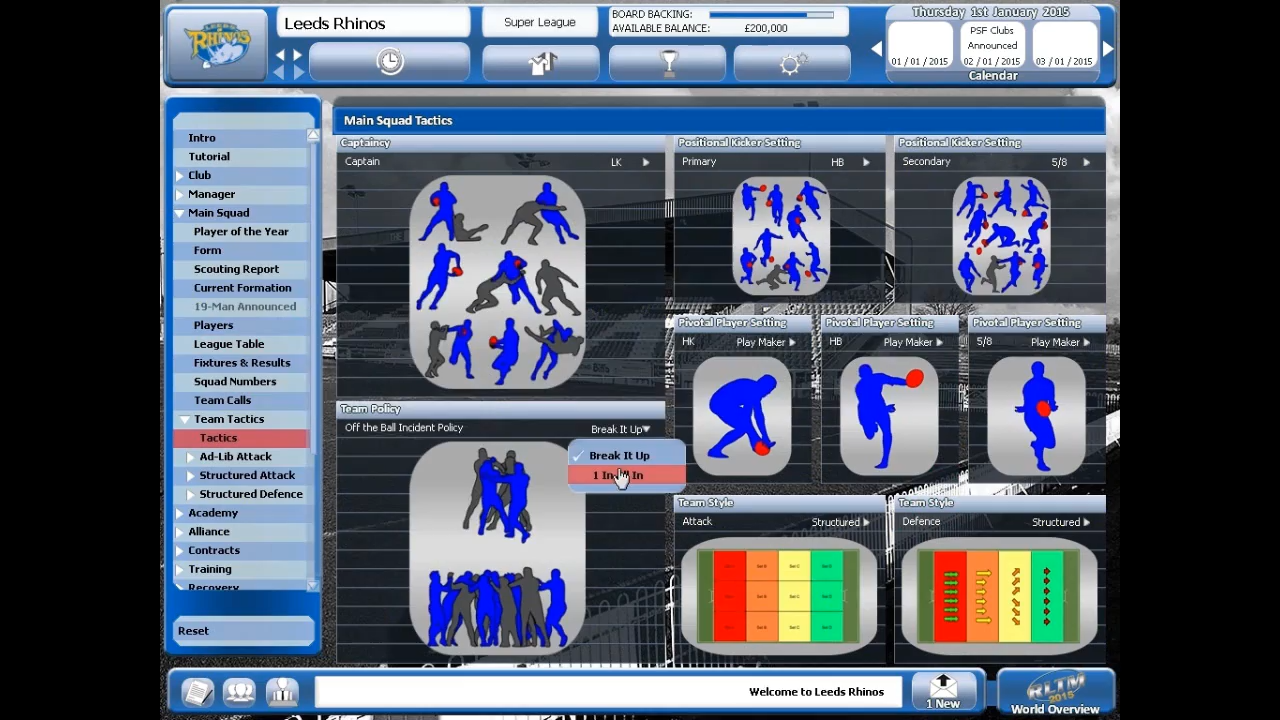 LEEDS
RHINOS
Leeds Rhinos
Super League
BOARD BACKING:
AVAILABLE BALANCE: £200,000
Thursday 1st January 2015
PSF Clubs
Announced
01 / 01 / 2015
02 / 01 / 2015
03 / 01 / 2015
Calendar
Intro
Tutorial
Club
Manager
Main Squad
Player of the Year
Form
Scouting Report
Current Formation
19-Man Announced
Players
League Table
Fixtures & Results
Squad Numbers
Team Calls
Team Tactics
Tactics
Ad-Lib Attack
Structured Attack
Structured Defence
Academy
Alliance
Contracts
Training
Recovery
Reset
Main Squad Tactics
Captaincy
Captain LK
Positional Kicker Setting
Primary HB
Positional Kicker Setting
Secondary 5/8
Pivotal Player Setting
HK Play Maker
Pivotal Player Setting
HB Play Maker
Pivotal Player Setting
5/8 Play Maker
Team Policy
Off the Ball Incident Policy Break It Up
Break It Up
1 In In
Team Style
Attack Structured
Team Style
Defence Structured
Welcome to Leeds Rhinos
1 New
RLTM
2015
World Overview